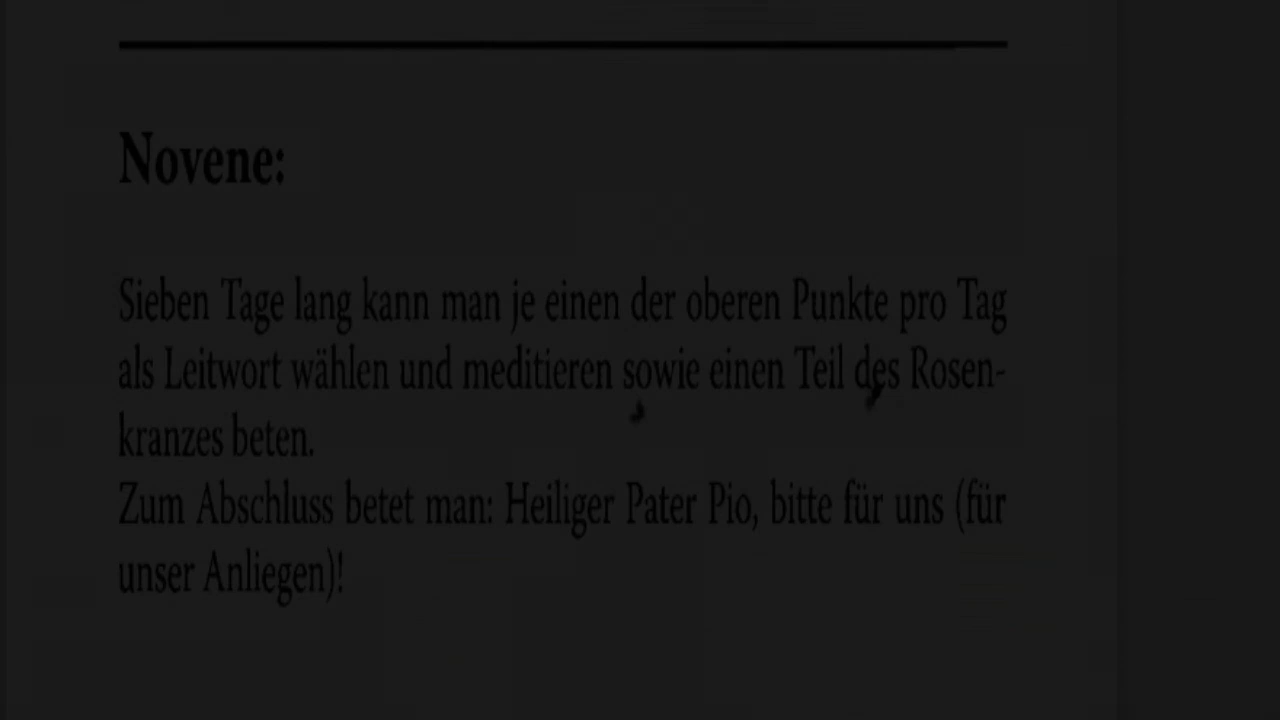 Novene:
Sieben Tage lang kann man je einen der oberen Punkte pro Tag
als Leitwort wählen und meditieren sowie einen Teil des Rosen-
kranzes beten.
Zum Abschluss betet man: Heiliger Pater Pio, bitte für uns (für
unser Anliegen)!